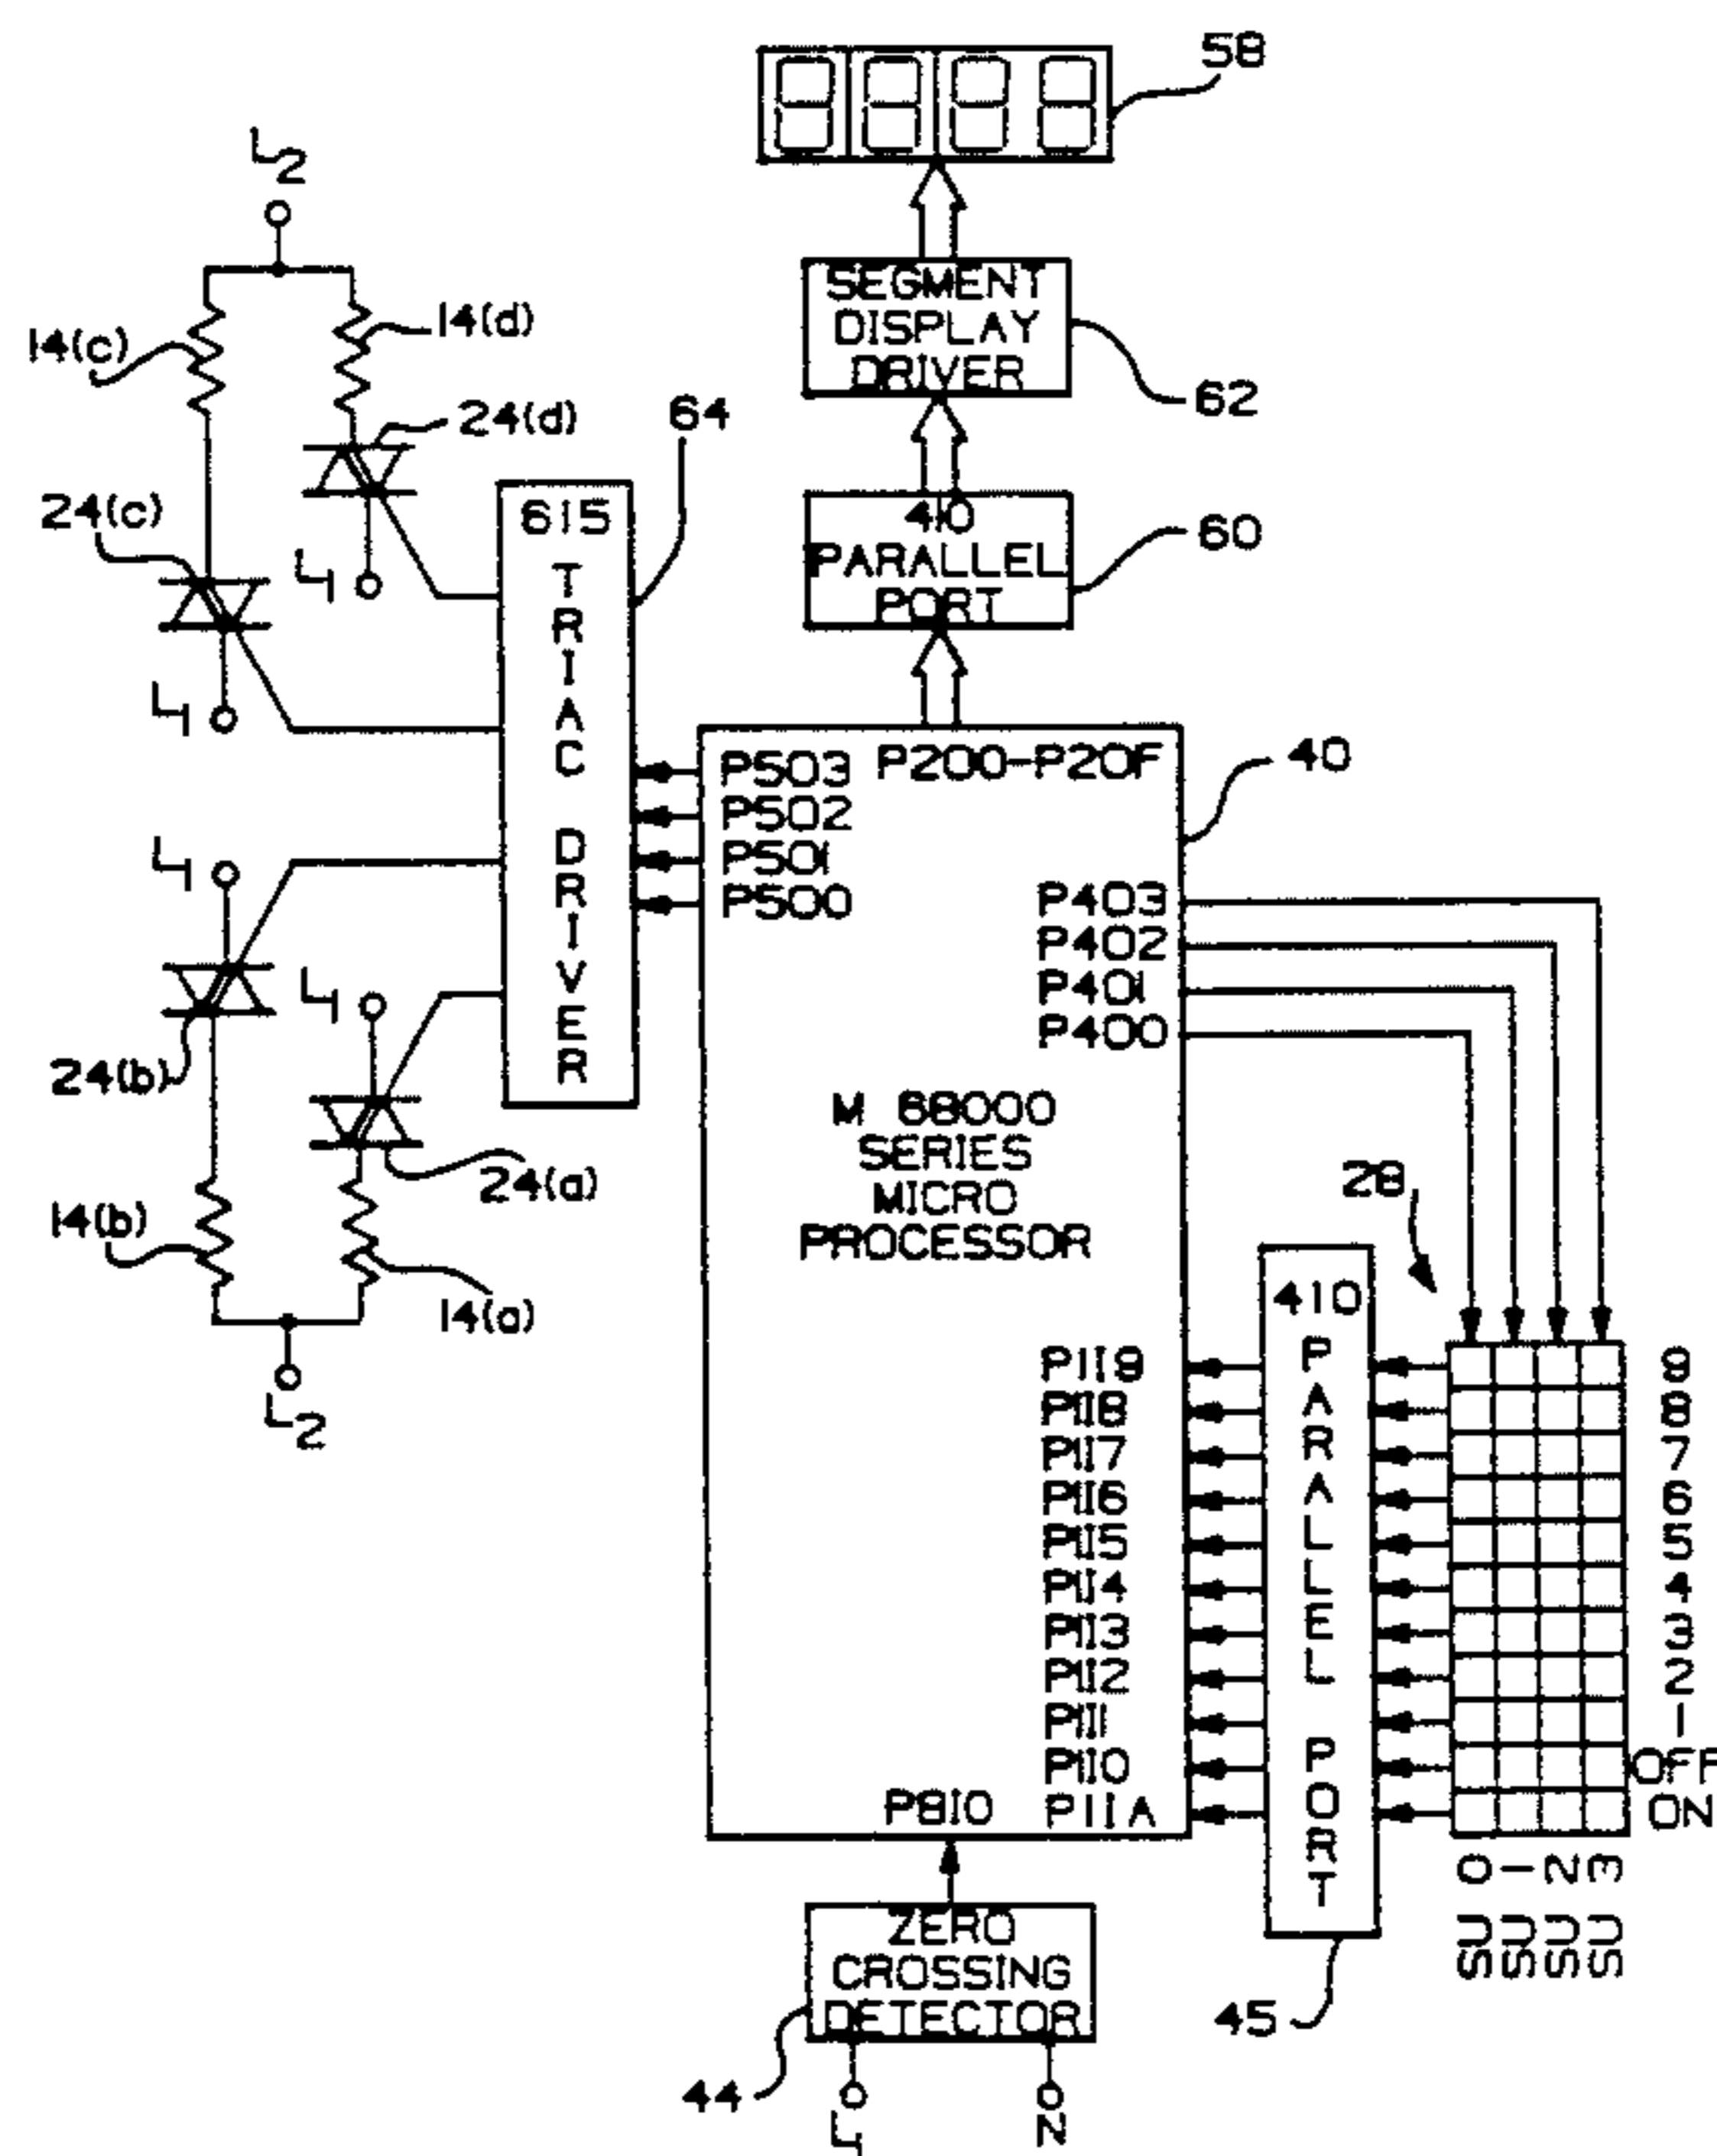 58
L2
SEGMENT
DISPLAY
DRIVER
62
14(c)
14(d)
24(d)
64
24(c)
615
TRIAC DRIVER
410
PARALLEL
PORT
60
L1
L1
P503
P502
P501
P500
P200-P20F
40
P403
P402
P401
P400
L1
L1
24(b)
24(a)
14(b)
14(a)
L2
M 68000
SERIES
MICRO
PROCESSOR
28
410
PARALLEL PORT
P119
P118
P117
P116
P115
P114
P113
P112
P111
P110
P11A
P810
9
8
7
6
5
4
3
2
1
OFF
ON
SU 0
SU 1
SU 2
SU 3
ZERO
CROSSING
DETECTOR
44
45
L1
N